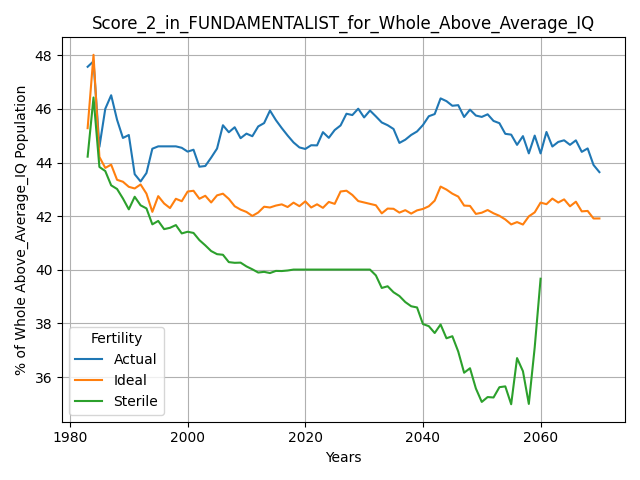 Score_2_in_FUNDAMENTALIST_for_Whole_Above_Average_IQ
% of Whole Above_Average_IQ Population
48
46
44
42
40
38
36
Fertility
Actual
Ideal
Sterile
1980
2000
2020
2040
2060
Years